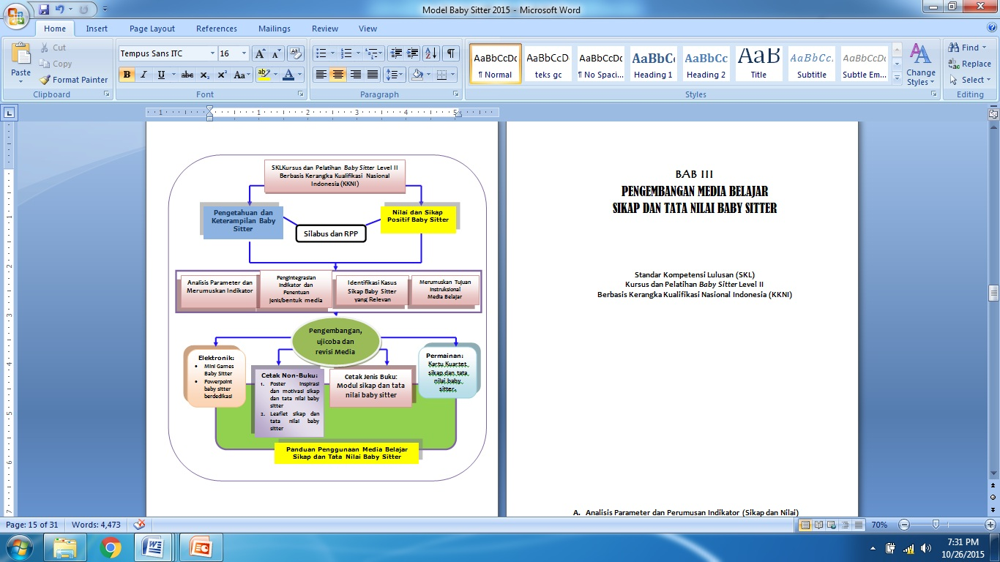 Model Baby Sitter 2015 - Microsoft Word
Home Insert Page Layout References Mailings Review View
Paste
Cut
Copy
Format Painter
Clipboard
Tempus Sans ITC 16
B I U abc x₂ x² Aa
Font
Paragraph
AaBbCcDc AaBbCcD AaBbCcDc AaBbC AaBbCc AaB AaBbCc. AaBbCcDc
¶ Normal teks gc ¶ No Spaci... Heading 1 Heading 2 Title Subtitle Subtle Em...
Change
Styles
Styles
Find
Replace
Select
Editing
1 1 2 3 4 5
SKLKursus dan Pelatihan Baby Sitter Level II
Berbasis Kerangka Kualifikasi Nasional
Indonesia (KKNI)
Pengetahuan dan
Keterampilan Baby
Sitter
Nilai dan Sikap
Positif Baby Sitter
Silabus dan RPP
Analisis Parameter dan
Merumuskan Indikator
Pengintegrasian
Indikator dan
Penentuan
Jenis/bentuk media
Identifikasi Kasus
Sikap Baby Sitter
yang Relevan
Merumuskan Tujuan
Instruksional
Media Belajar
Pengembangan,
ujicoba dan
revisi Media
Elektronik:
• Mini Games
Baby Sitter
• Powerpoint
baby sitter
berdedikasi
Cetak Non-Buku:
1. Poster inspirasi
dan motivasi sikap
dan tata nilai baby
sitter
2. Leaflet sikap dan
tata nilai baby
sitter
Cetak Jenis Buku:
Modul sikap dan tata
nilai baby sitter
Permainan:
Kartu Kuartet
sikap dan tata
nilai baby
sitter.
Panduan Penggunaan Media Belajar
Sikap dan Tata Nilai Baby Sitter
BAB III
PENGEMBANGAN MEDIA BELAJAR
SIKAP DAN TATA NILAI BABY SITTER
Standar Kompetensi Lulusan (SKL)
Kursus dan Pelatihan Baby Sitter Level II
Berbasis Kerangka Kualifikasi Nasional Indonesia (KKNI)
A. Analisis Parameter dan Perumusan Indikator (Sikap dan Nilai)
Page: 15 of 31 Words: 4,473 70%
7:31 PM
10/26/2015